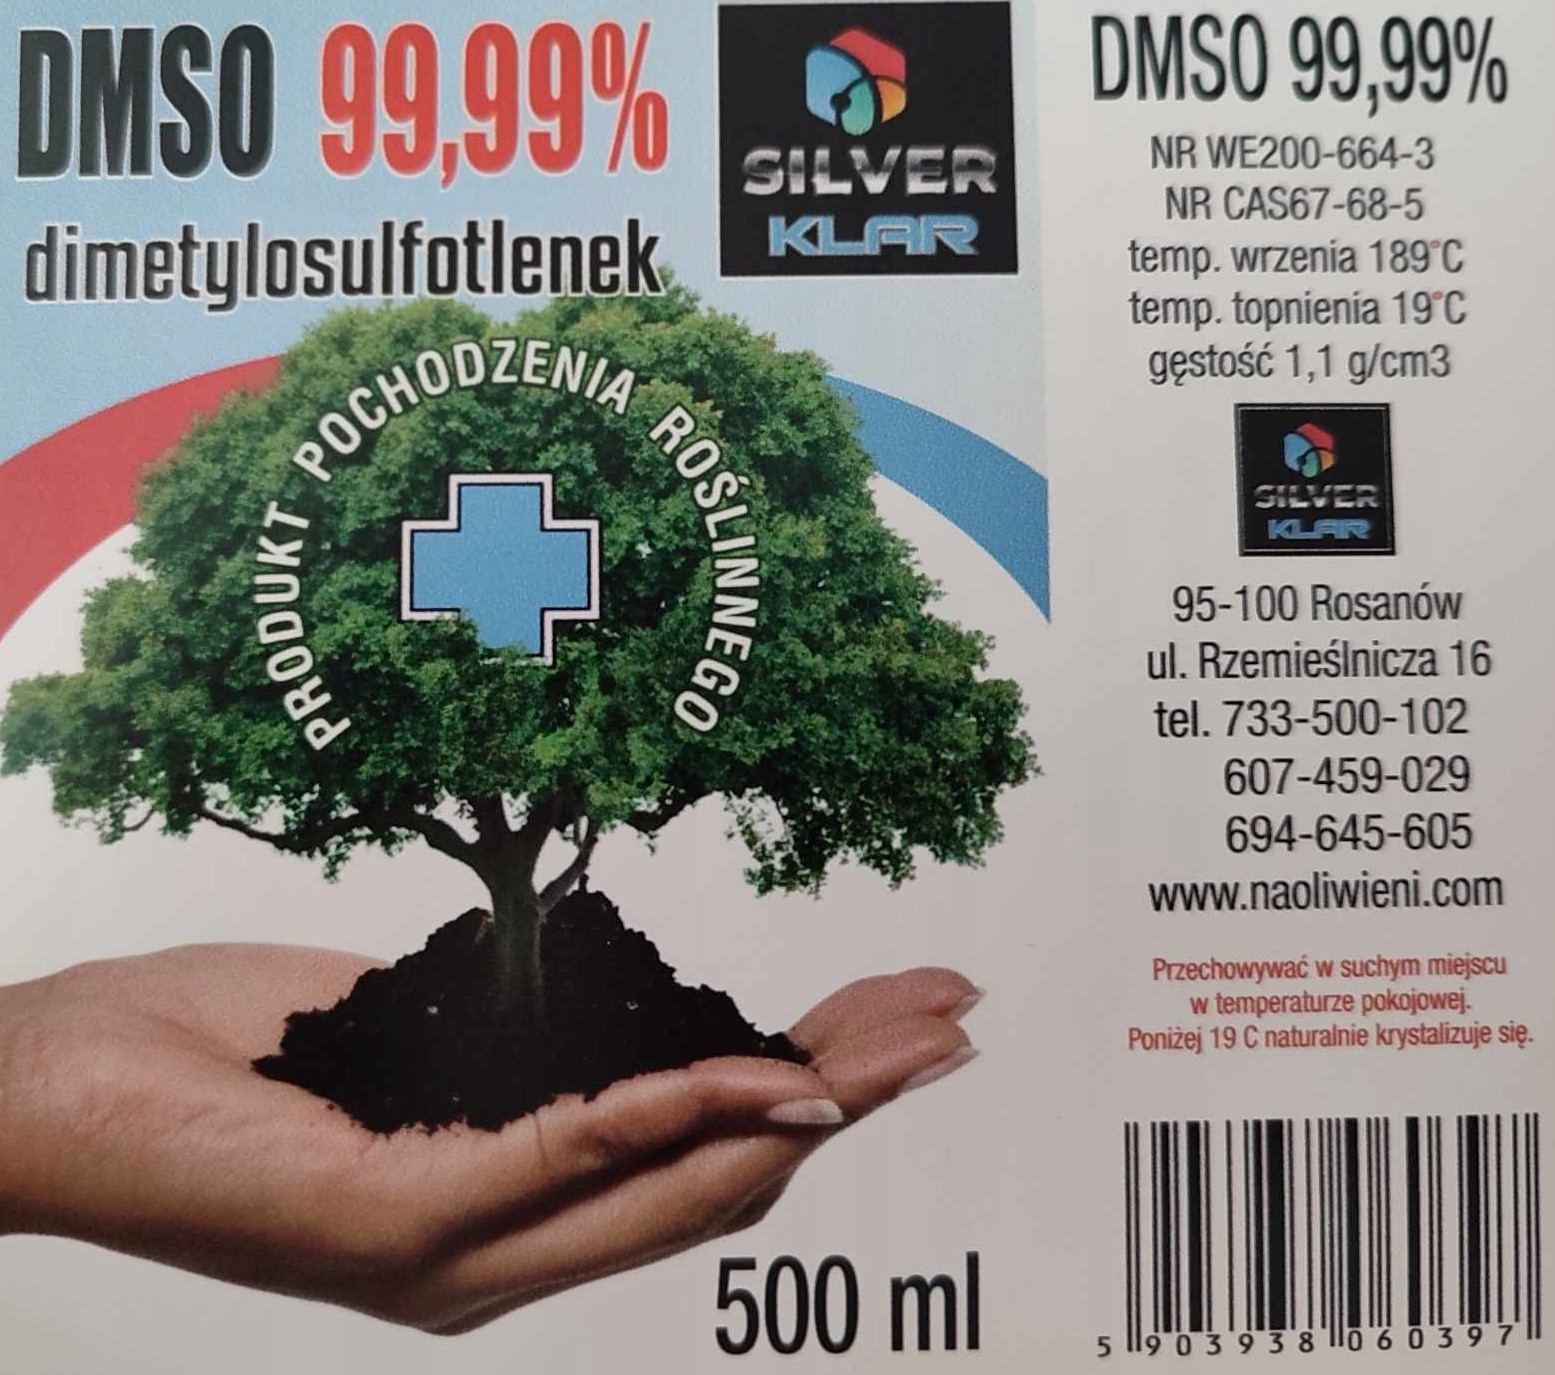 DMSO 99,99%
dimetylosulfotlenek
SILVER
KLAR
PRODUKT POCHODZENIA ROŚLINNEGO
500 ml
DMSO 99,99%
NR WE200-664-3
NR CAS67-68-5
temp. wrzenia 189°C
temp. topnienia 19°C
gęstość 1,1 g/cm3
SILVER
KLAR
95-100 Rosanów
ul. Rzemieślnicza 16
tel. 733-500-102
607-459-029
694-645-605
www.naoliwieni.com
Przechowywać w suchym miejscu
w temperaturze pokojowej.
Poniżej 19 C naturalnie krystalizuje się.
5 903938 060397